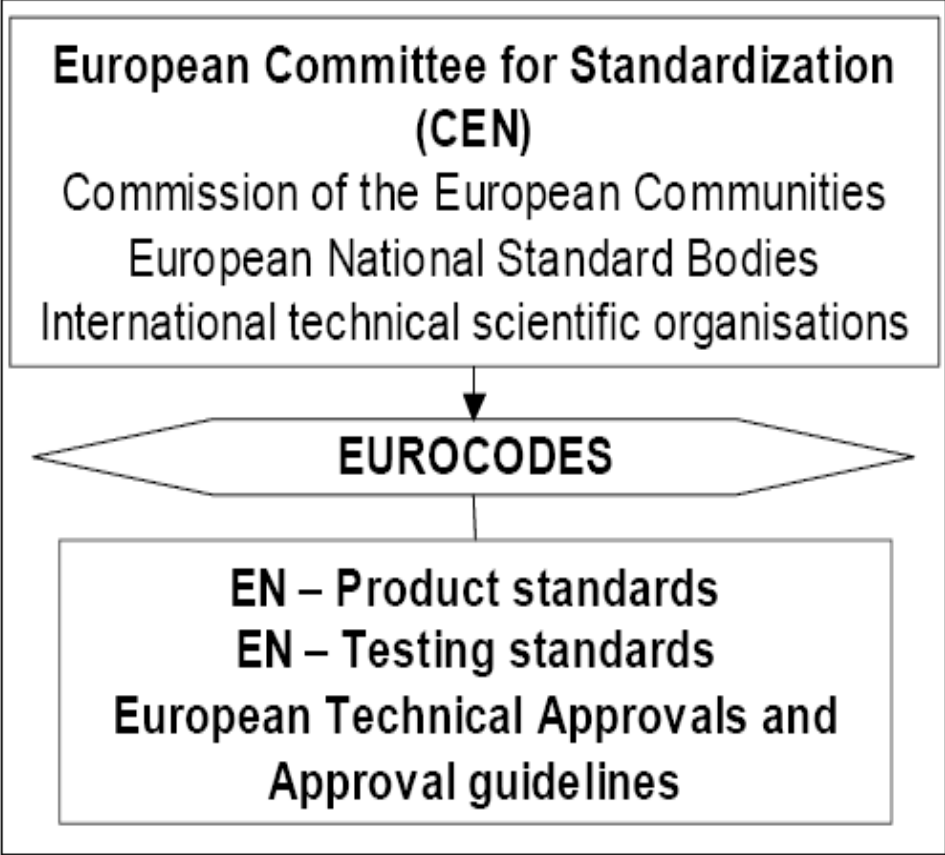 European Committee for Standardization
(CEN)
Commission of the European Communities
European National Standard Bodies
International technical scientific organisations
EUROCODES
EN – Product standards
EN – Testing standards
European Technical Approvals and
Approval guidelines